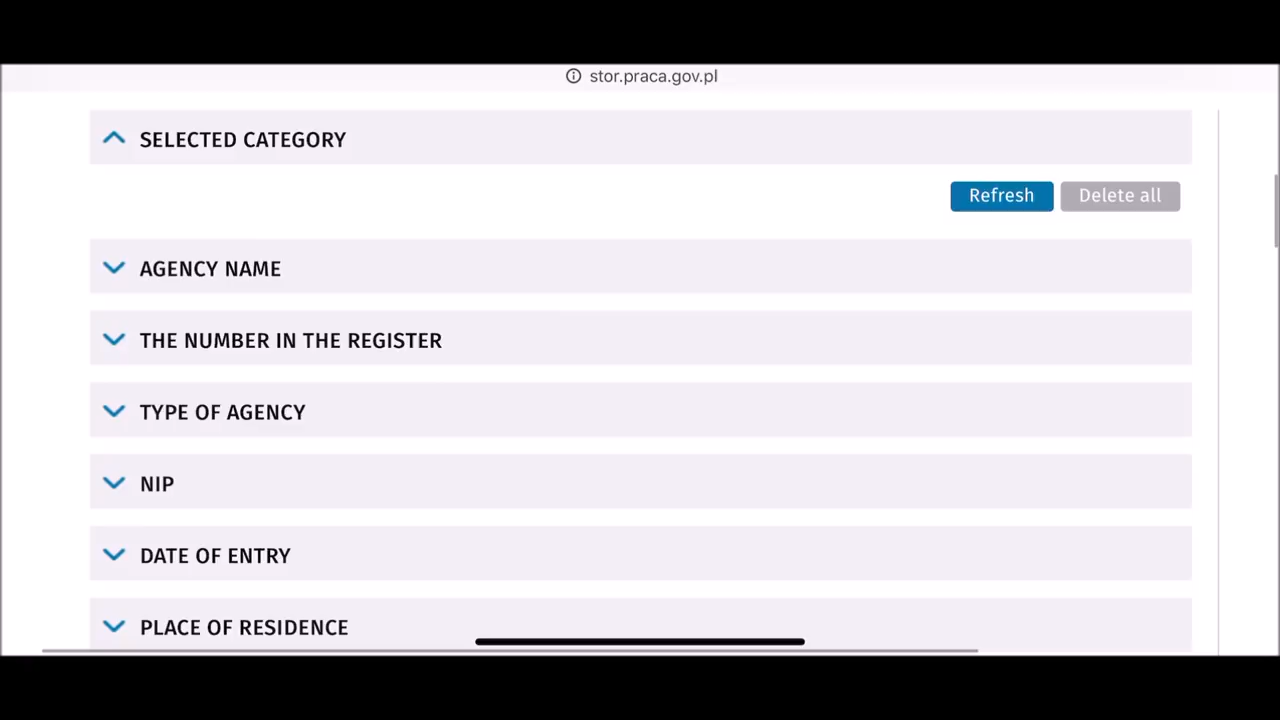 stor.praca.gov.pl
SELECTED CATEGORY
Refresh Delete all
AGENCY NAME
THE NUMBER IN THE REGISTER
TYPE OF AGENCY
NIP
DATE OF ENTRY
PLACE OF RESIDENCE